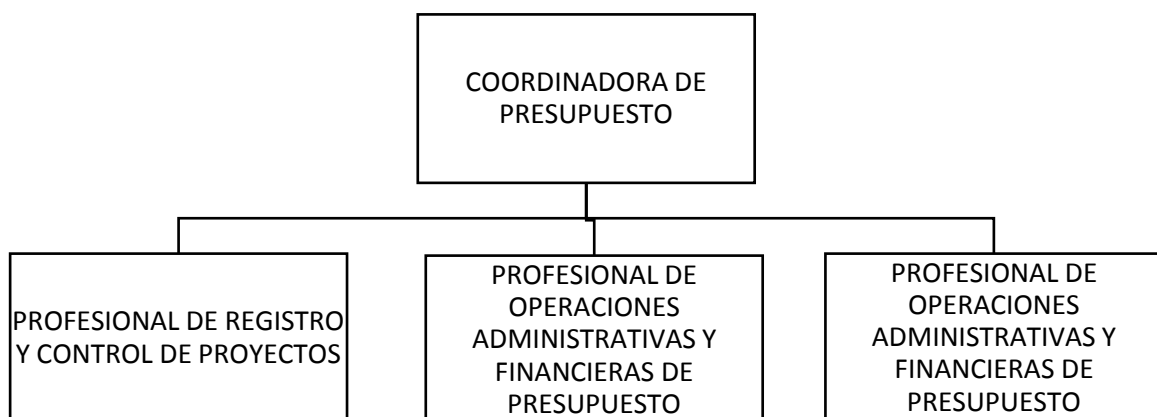 COORDINADORA DE
PRESUPUESTO
PROFESIONAL DE REGISTRO
Y CONTROL DE PROYECTOS
PROFESIONAL DE
OPERACIONES
ADMINISTRATIVAS Y
FINANCIERAS DE
PRESUPUESTO
PROFESIONAL DE
OPERACIONES
ADMINISTRATIVAS Y
FINANCIERAS DE
PRESUPUESTO